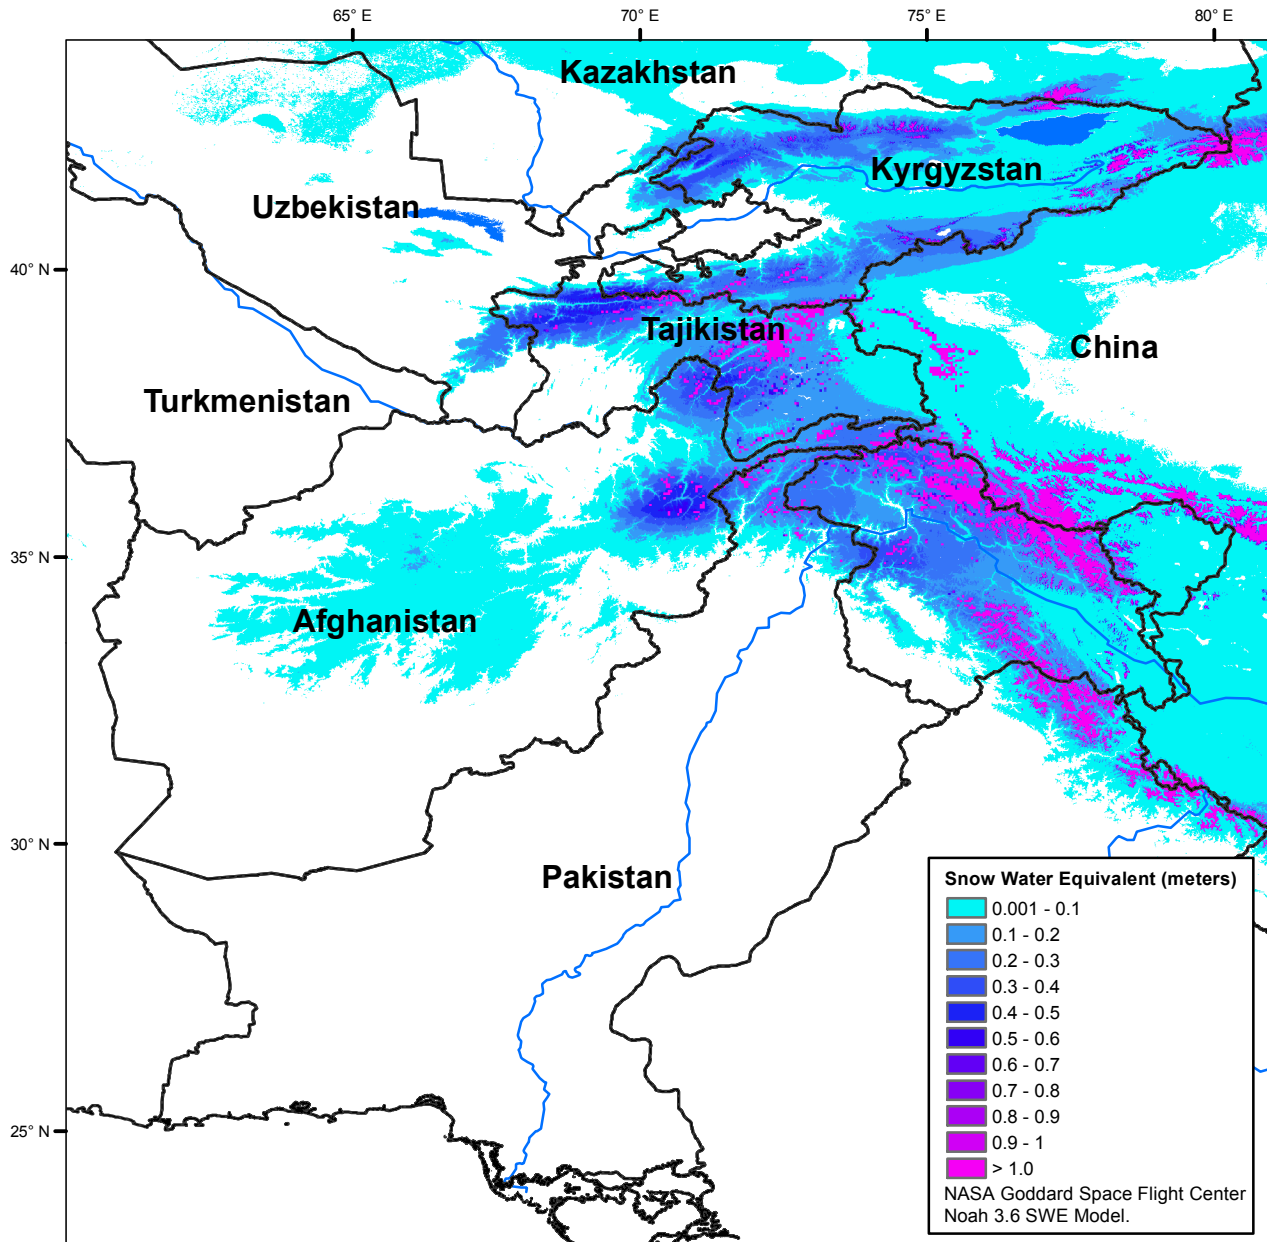 65° E
70° E
75° E
80° E
Kazakhstan
Kyrgyzstan
Uzbekistan
40° N
Tajikistan
China
Turkmenistan
35° N
Afghanistan
30° N
Pakistan
25° N
Snow Water Equivalent (meters)
0.001 - 0.1
0.1 - 0.2
0.2 - 0.3
0.3 - 0.4
0.4 - 0.5
0.5 - 0.6
0.6 - 0.7
0.7 - 0.8
0.8 - 0.9
0.9 - 1
> 1.0
NASA Goddard Space Flight Center
Noah 3.6 SWE Model.